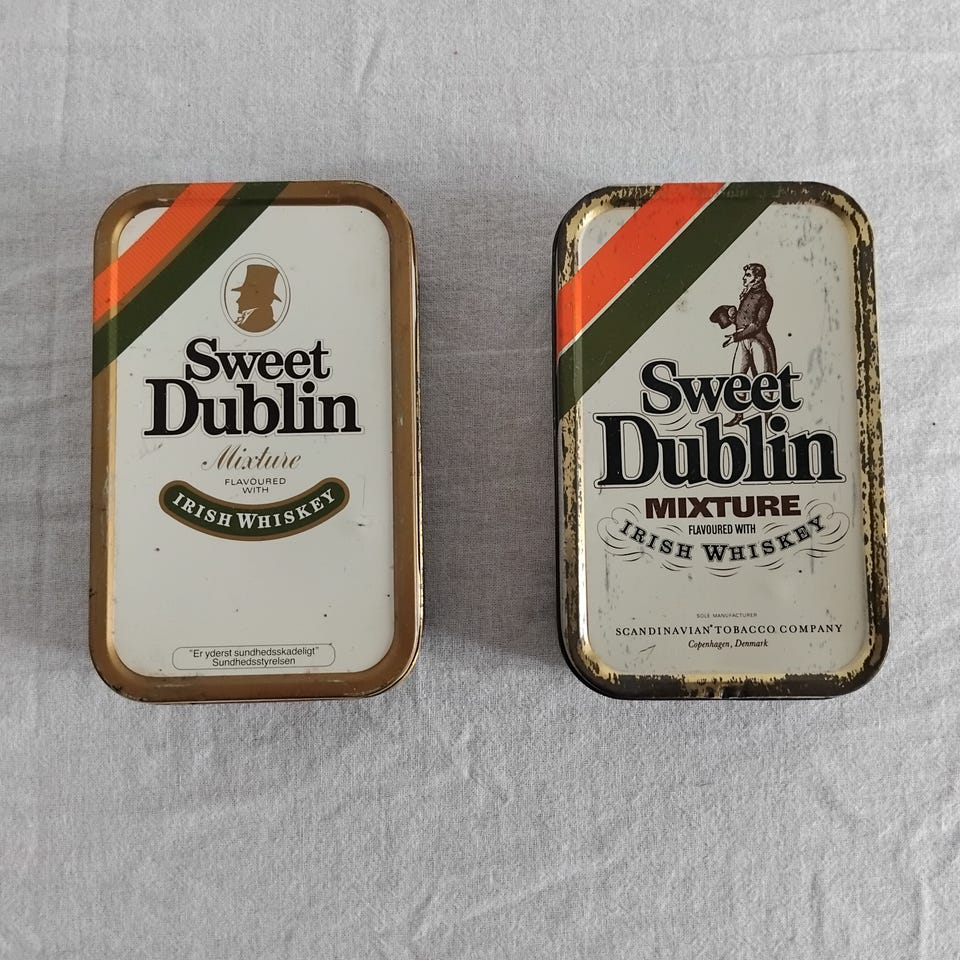 Sweet
Dublin
Mixture
FLAVOURED
WITH
IRISH WHISKEY
"Er yderst sundhedsskadeligt"
Sundhedsstyrelsen
Sweet
Dublin
MIXTURE
FLAVOURED WITH
IRISH WHISKEY
SOLE MANUFACTURER
SCANDINAVIAN TOBACCO COMPANY
Copenhagen, Denmark